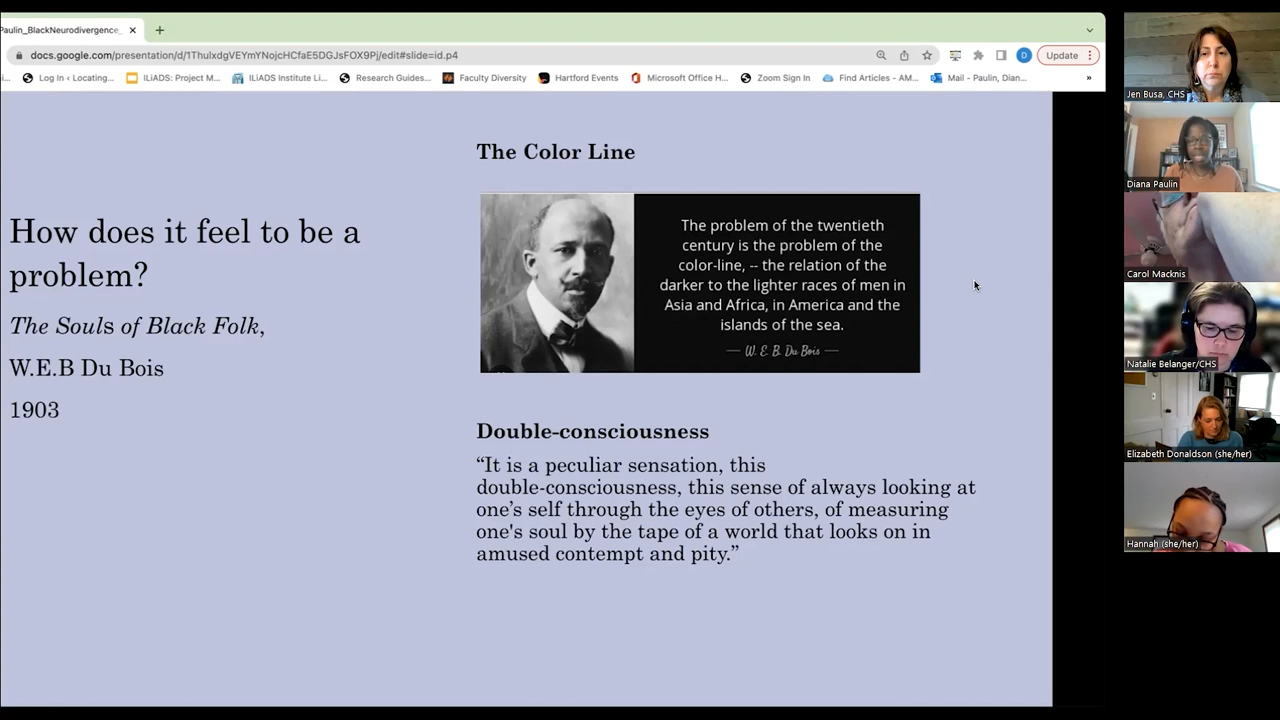 Paulin_BlackNeurodivergence_
docs.google.com/presentation/d/1ThulxdgVEYmYNojcHCfaE5DGJsFOX9Pj/edit#slide=id.p4
D
Update
Log In ‹ Locating...
ILiADS: Project M...
ILiADS Institute Li...
Research Guides...
Faculty Diversity
Hartford Events
Microsoft Office H...
Zoom Sign In
Find Articles - AM...
Mail - Paulin, Dian...
»
How does it feel to be a
problem?
The Souls of Black Folk,
W.E.B Du Bois
1903
The Color Line
The problem of the twentieth
century is the problem of the
color-line, -- the relation of the
darker to the lighter races of men in
Asia and Africa, in America and the
islands of the sea.
— W. E. B. Du Bois —
Double-consciousness
“It is a peculiar sensation, this
double-consciousness, this sense of always looking at
one’s self through the eyes of others, of measuring
one's soul by the tape of a world that looks on in
amused contempt and pity.”
Jen Busa, CHS
Diana Paulin
Carol Macknis
Natalie Belanger/CHS
Elizabeth Donaldson (she/her)
Hannah (she/her)